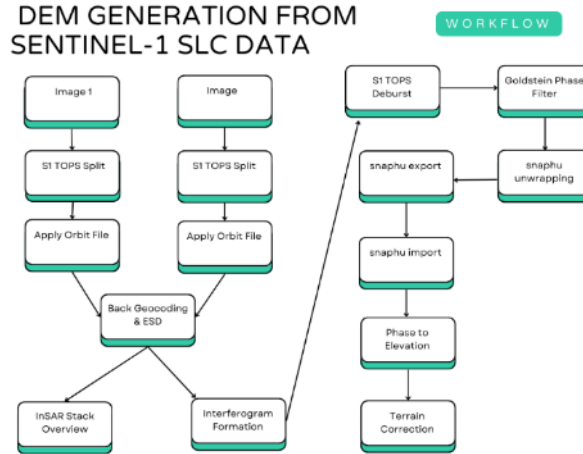 DEM GENERATION FROM
SENTINEL-1 SLC DATA
WORKFLOW
Image 1
Image
S1 TOPS Split
S1 TOPS Split
Apply Orbit File
Apply Orbit File
Back Geocoding
& ESD
InSAR Stack
Overview
Interferogram
Formation
S1 TOPS
Deburst
Goldstein Phase
Filter
snaphu
unwrapping
snaphu export
snaphu import
Phase to
Elevation
Terrain
Correction